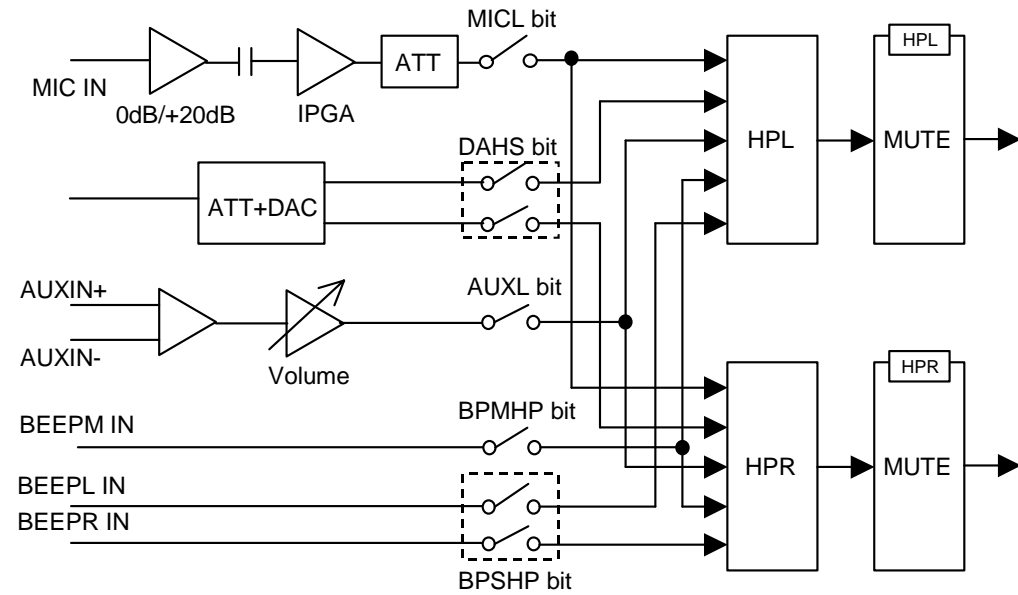 MICL bit
HPL
ATT
MIC IN
0dB/+20dB
IPGA
HPL
MUTE
DAHS bit
ATT+DAC
AUXIN+
AUXL bit
AUXIN-
Volume
HPR
BPMHP bit
BEEPM IN
HPR
MUTE
BEEPL IN
BEEPR IN
BPSHP bit